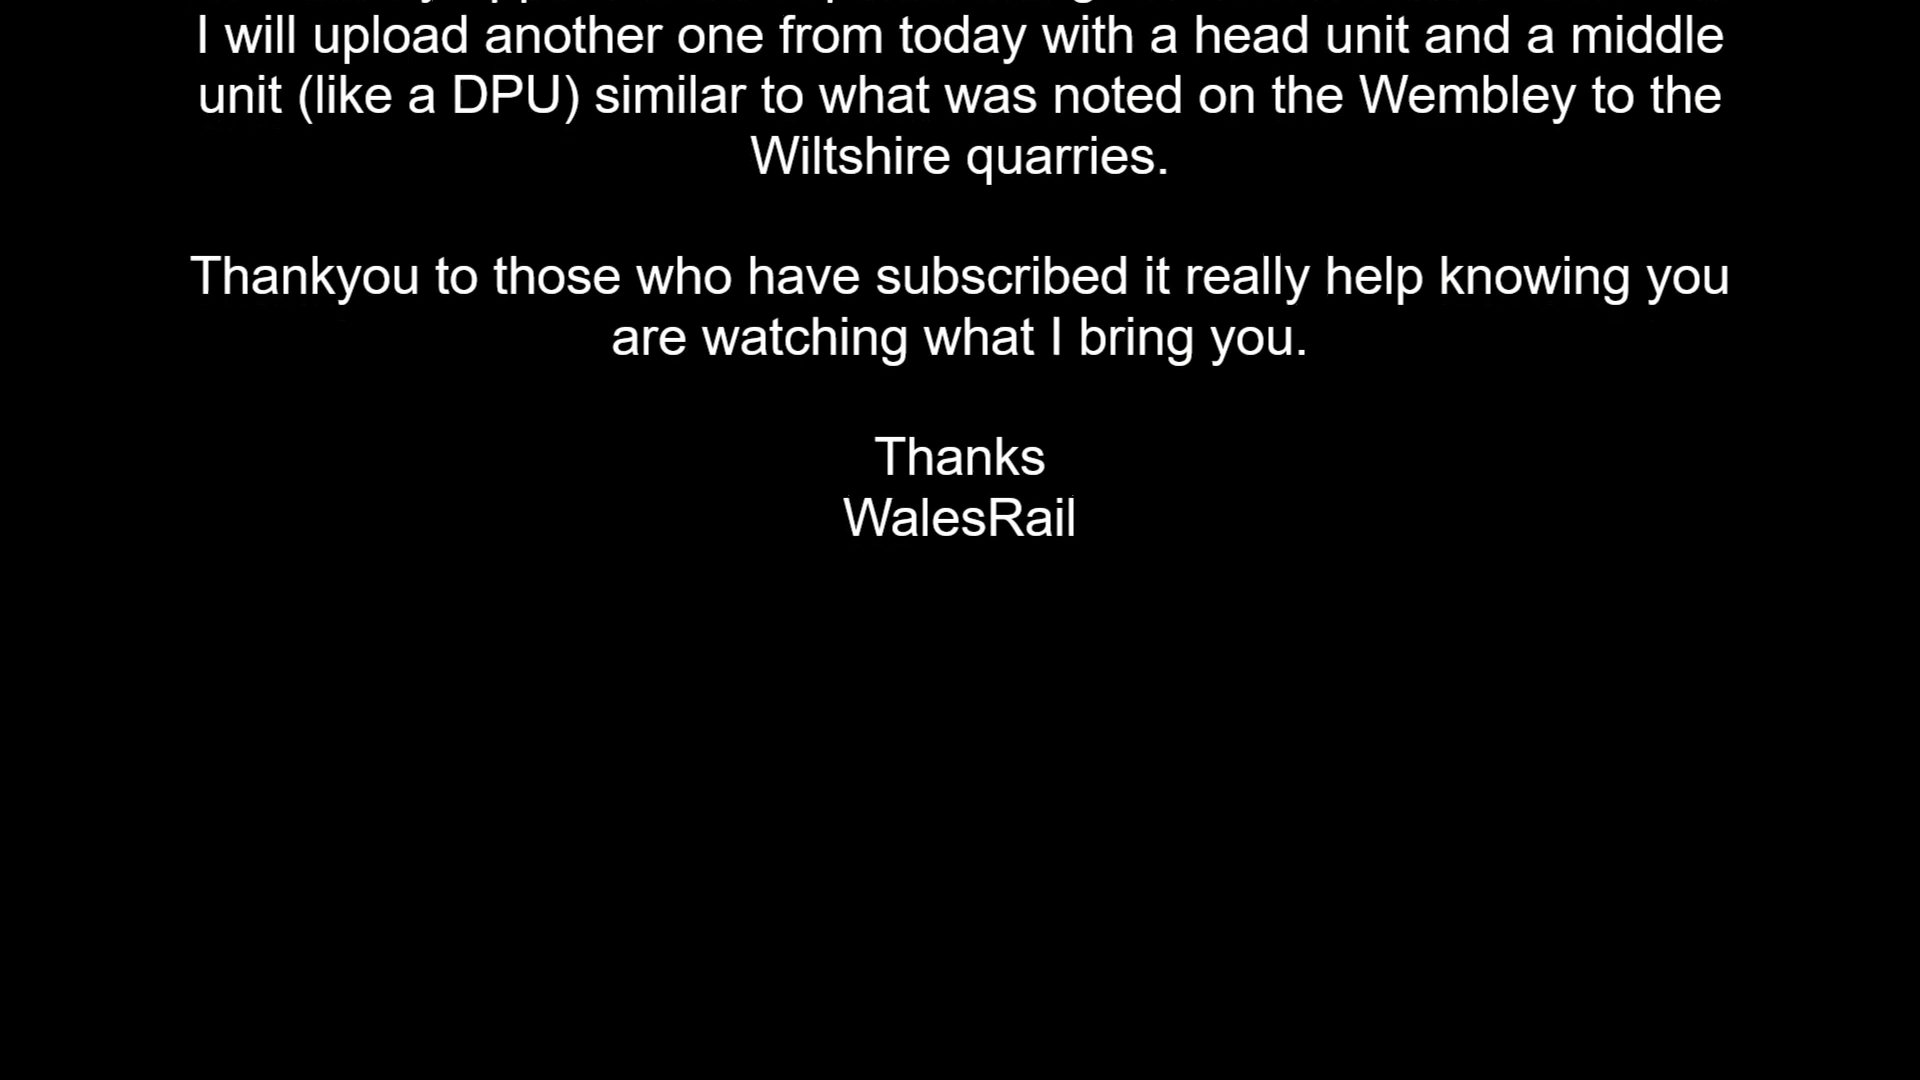 I will upload another one from today with a head unit and a middle
unit (like a DPU) similar to what was noted on the Wembley to the
Wiltshire quarries.
Thankyou to those who have subscribed it really help knowing you
are watching what I bring you.
Thanks
WalesRail